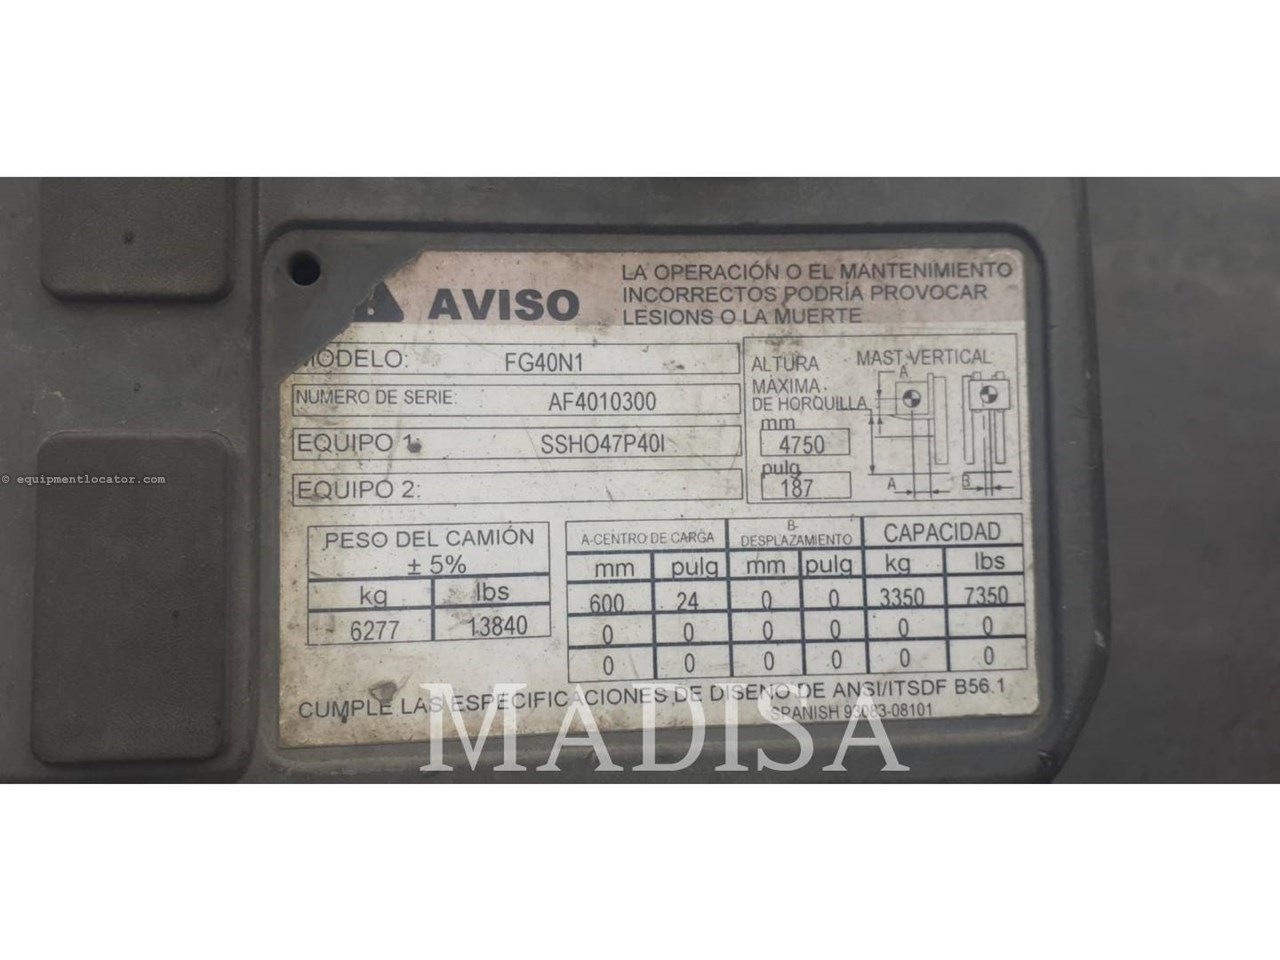 AVISO
LA OPERACIÓN O EL MANTENIMIENTO
INCORRECTOS PODRÍA PROVOCAR
LESIONS O LA MUERTE
MODELO: FG40N1
NUMERO DE SERIE: AF4010300
EQUIPO 1: SSHO47P40I
EQUIPO 2:
ALTURA
MÁXIMA
DE HORQUILLA
mm
4750
pulg
187
MAST VERTICAL
A
A B
PESO DEL CAMIÓN
± 5%
kg lbs
6277 13840
A-CENTRO DE CARGA B-DESPLAZAMIENTO CAPACIDAD
mm pulg mm pulg kg lbs
600 24 0 0 3350 7350
0 0 0 0 0 0
0 0 0 0 0 0
CUMPLE LAS ESPECIFICACIONES DE DISENO DE ANSI/ITSDF B56.1
SPANISH 93083-08101
MADISA
© equipmentlocator.com